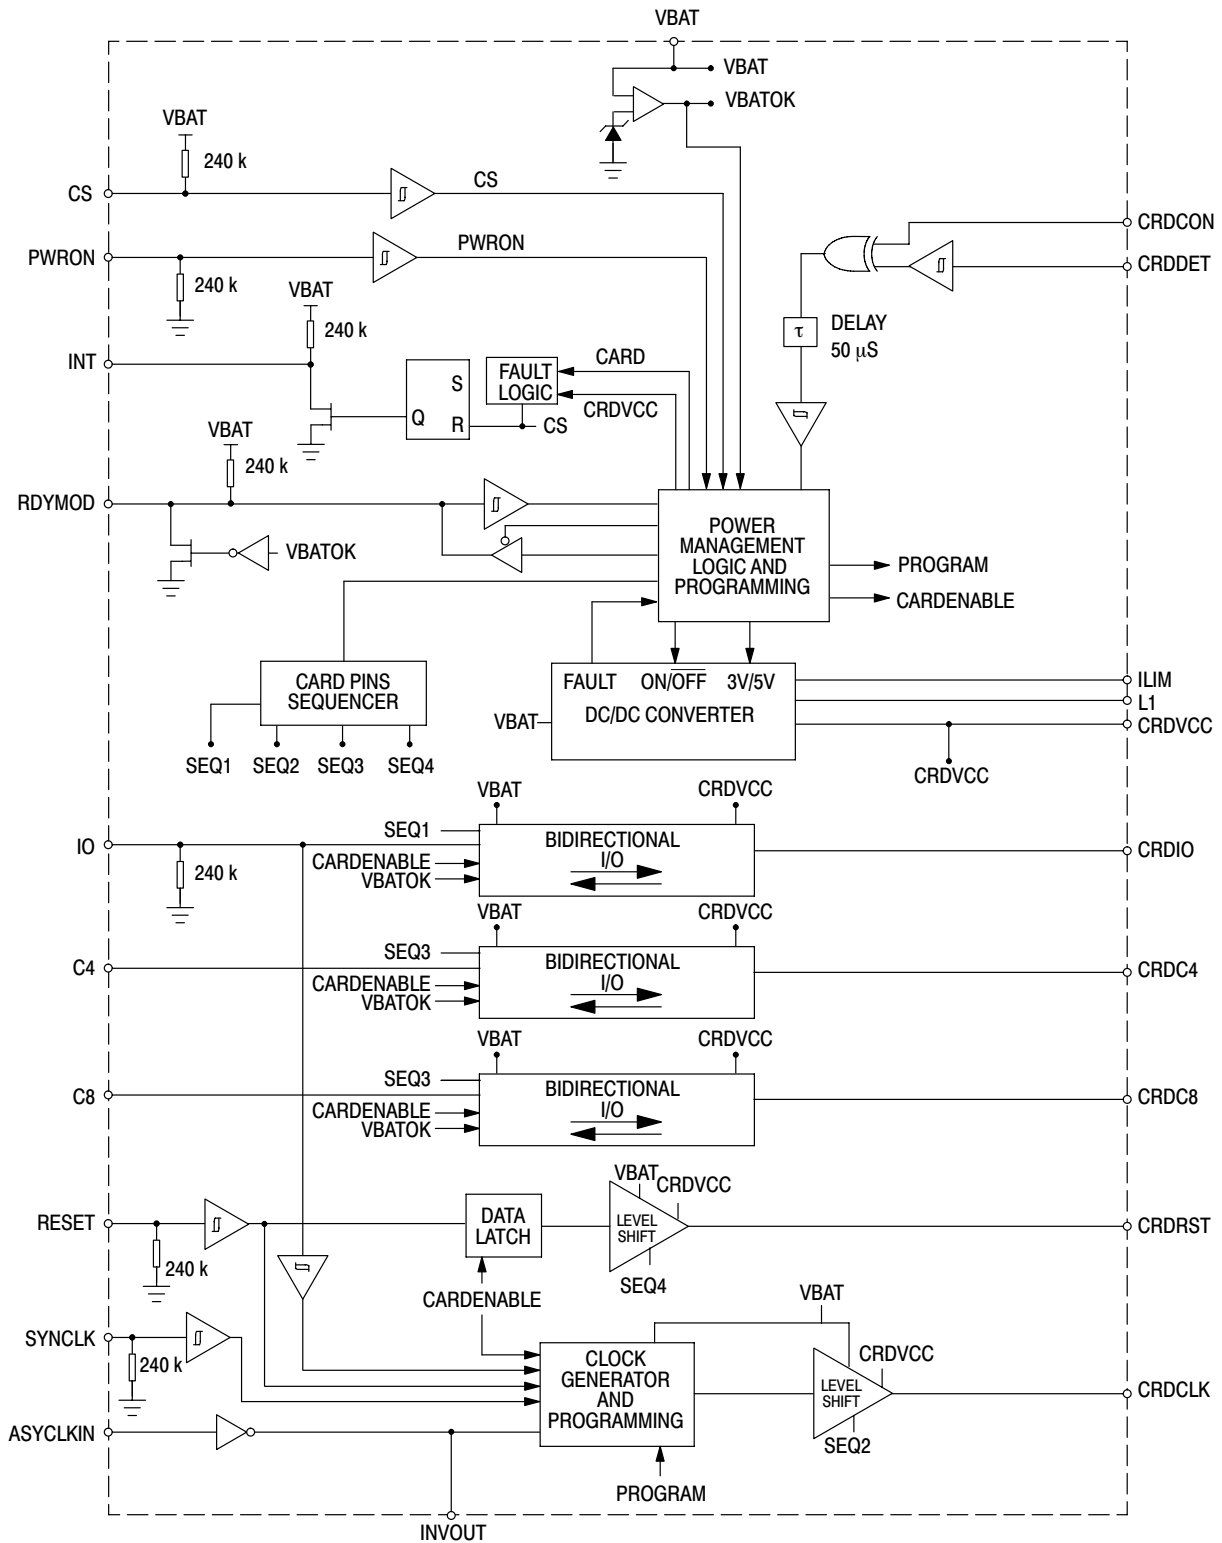 VBAT
VBAT
VBATOK
VBAT
240 k
CS
CS
CRDCON
PWRON
PWRON
CRDDET
240 k
VBAT
240 k
τ
DELAY
50 µS
INT
FAULT
LOGIC
CARD
CRDVCC
S
Q
R
CS
VBAT
240 k
RDYMOD
VBATOK
POWER
MANAGEMENT
LOGIC AND
PROGRAMMING
PROGRAM
CARDENABLE
CARD PINS
SEQUENCER
SEQ1
SEQ2
SEQ3
SEQ4
FAULT
ON/OFF
3V/5V
DC/DC CONVERTER
VBAT
ILIM
L1
CRDVCC
CRDVCC
VBAT
CRDVCC
IO
240 k
SEQ1
CARDENABLE
VBATOK
BIDIRECTIONAL
I/O
CRDIO
VBAT
CRDVCC
C4
SEQ3
CARDENABLE
VBATOK
BIDIRECTIONAL
I/O
CRDC4
VBAT
CRDVCC
C8
SEQ3
CARDENABLE
VBATOK
BIDIRECTIONAL
I/O
CRDC8
RESET
240 k
DATA
LATCH
VBAT
CRDVCC
LEVEL
SHIFT
SEQ4
CRDRST
CARDENABLE
SYNCLK
240 k
CLOCK
GENERATOR
AND
PROGRAMMING
VBAT
CRDVCC
LEVEL
SHIFT
SEQ2
CRDCLK
ASYCLKIN
PROGRAM
INVOUT